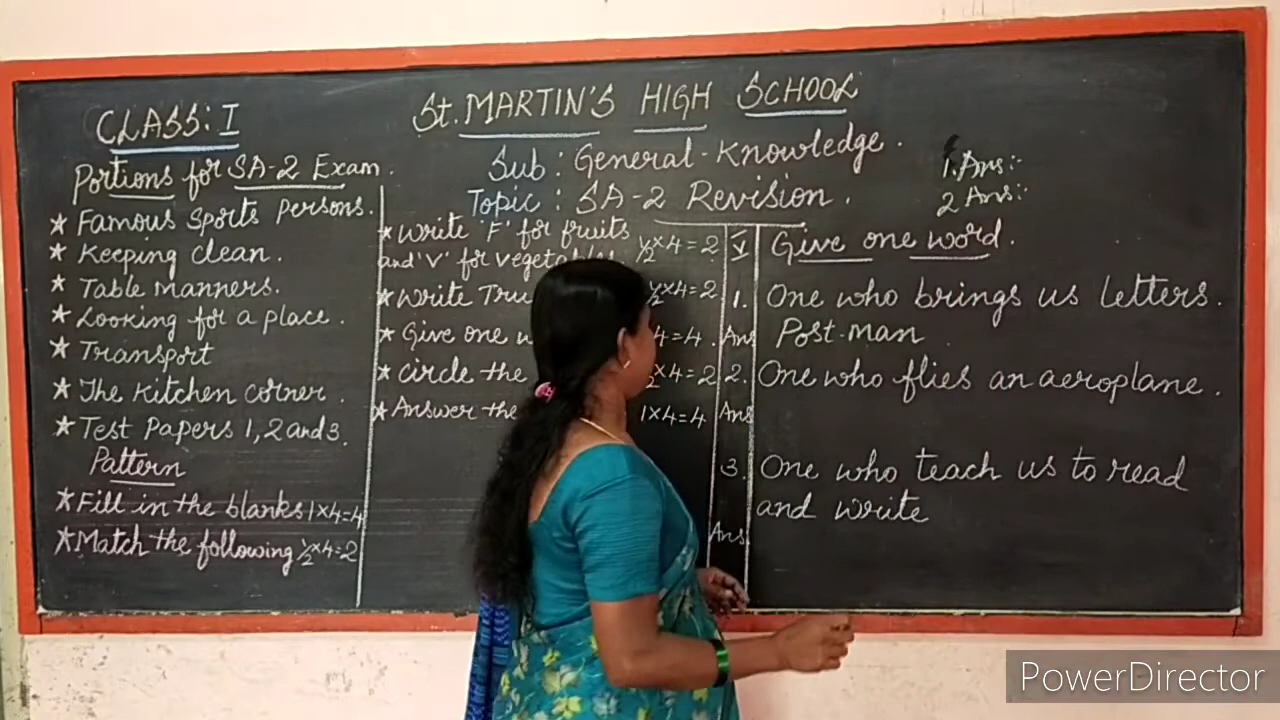 CLASS: I
St. MARTIN'S HIGH SCHOOL
Sub : General-Knowledge.
Topic : SA-2 Revision.
1. Ans:-
2 Ans:-
Portions for SA-2 Exam.
* Famous Sports Persons.
* Keeping clean.
* Table manners.
* Looking for a place.
* Transport
* The Kitchen corner.
* Test Papers 1, 2 and 3.
Pattern
* Fill in the blanks 1×4=4
* Match the following ½×4=2
* Write 'F' for fruits
and 'V' for vegetables. ½×4=2
* Write ½×4=2
* Give one 4=4.
* Circle the ½×4=2
* Answer the 1×4=4
V Give one word.
1. One who brings us letters.
Ans Post-man
2. One who flies an aeroplane.
Ans
3. One who teach us to read
and write
Ans
PowerDirector